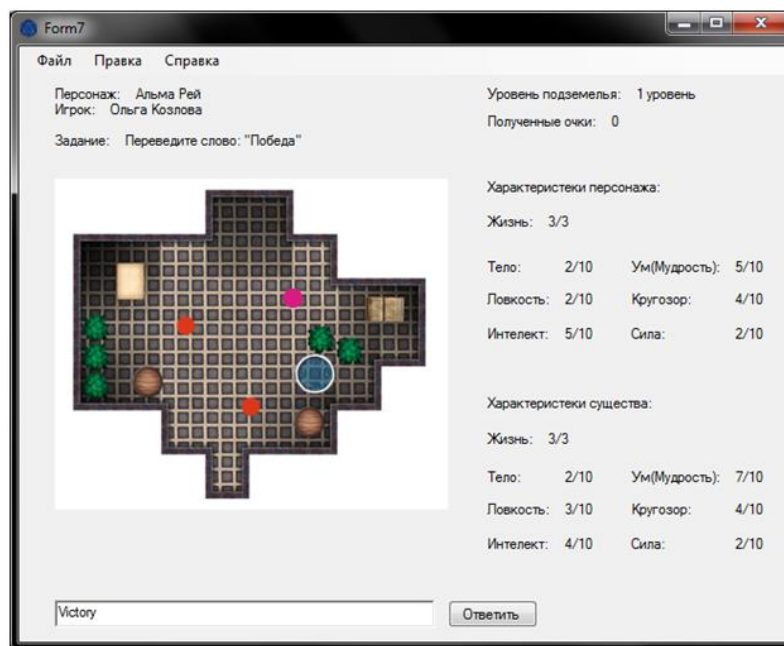 Form7
Файл Правка Справка
Персонаж: Альма Рей
Игрок: Ольга Козлова
Задание: Переведите слово: "Победа"
Уровень подземелья: 1 уровень
Полученные очки: 0
Характеристеки персонажа:
Жизнь: 3/3
Тело: 2/10 Ум(Мудрость): 5/10
Ловкость: 2/10 Кругозор: 4/10
Интелект: 5/10 Сила: 2/10
Характеристеки существа:
Жизнь: 3/3
Тело: 2/10 Ум(Мудрость): 7/10
Ловкость: 3/10 Кругозор: 4/10
Интелект: 4/10 Сила: 2/10
Victory
Ответить